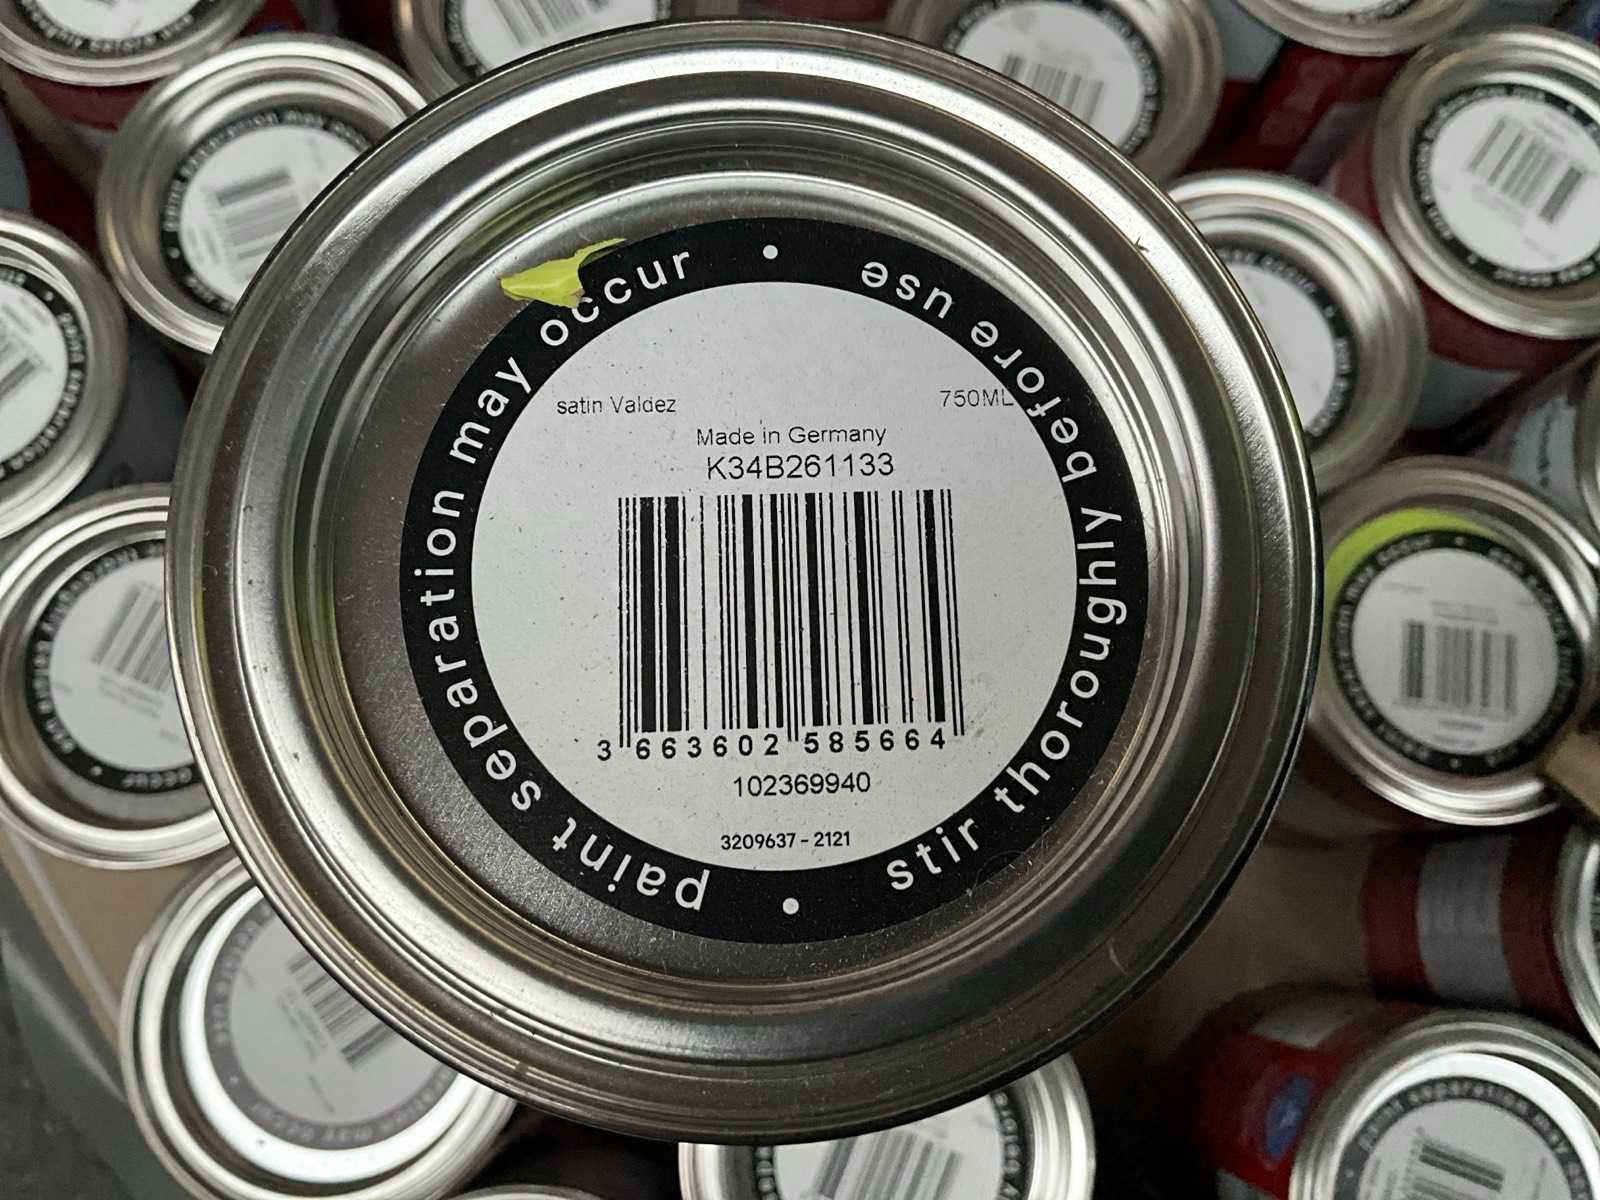 paint separation may occur • stir thoroughly before use •
satin Valdez 750ML
Made in Germany
K34B261133
3 663602 585664
102369940
3209637 - 2121